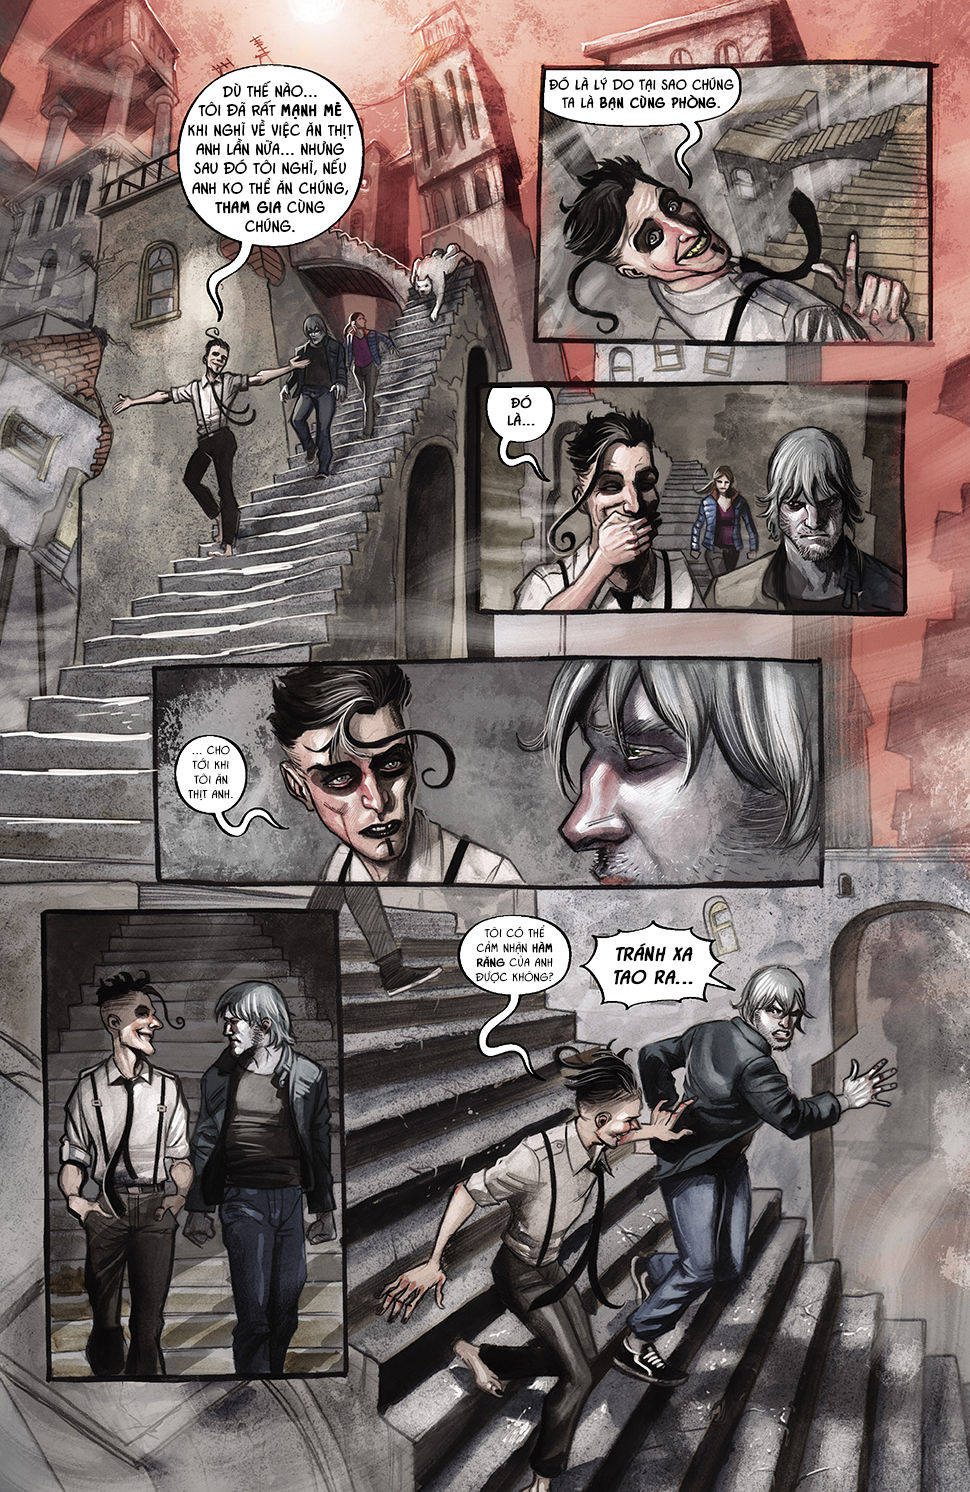 DÙ THẾ NÀO...
TÔI ĐÃ RẤT MẠNH MẼ
KHI NGHĨ VỀ VIỆC ĂN THỊT
ANH LẦN NỮA... NHƯNG
SAU ĐÓ TÔI NGHĨ, NẾU
ANH KO THỂ ĂN CHÚNG,
THAM GIA CÙNG
CHÚNG.
ĐÓ LÀ LÝ DO TẠI SAO CHÚNG
TA LÀ BẠN CÙNG PHÒNG.
ĐÓ
LÀ...
... CHO
TỚI KHI
TÔI ĂN
THỊT ANH.
TÔI CÓ THỂ
CẢM NHẬN HÀM
RĂNG CỦA ANH
ĐƯỢC KHÔNG?
TRÁNH XA
TAO RA...